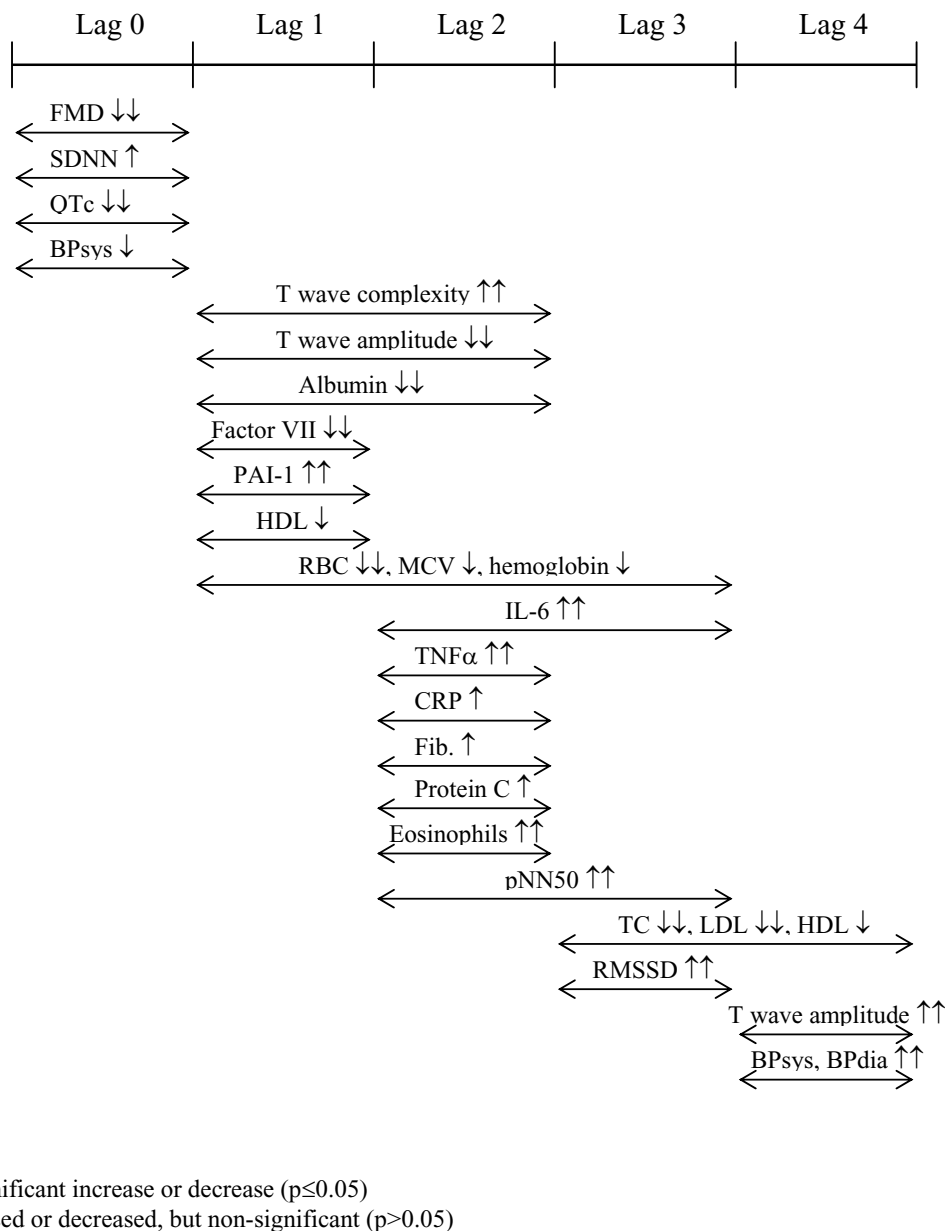 Lag 0 Lag 1 Lag 2 Lag 3 Lag 4
FMD ↓↓
SDNN ↑
QTc ↓↓
BPsys ↓
T wave complexity ↑↑
T wave amplitude ↓↓
Albumin ↓↓
Factor VII ↓↓
PAI-1 ↑↑
HDL ↓
RBC ↓↓, MCV ↓, hemoglobin ↓
IL-6 ↑↑
TNFα ↑↑
CRP ↑
Fib. ↑
Protein C ↑
Eosinophils ↑↑
pNN50 ↑↑
TC ↓↓, LDL ↓↓, HDL ↓
RMSSD ↑↑
T wave amplitude ↑↑
BPsys, BPdia ↑↑
nificant increase or decrease (p≤0.05)
sed or decreased, but non-significant (p>0.05)